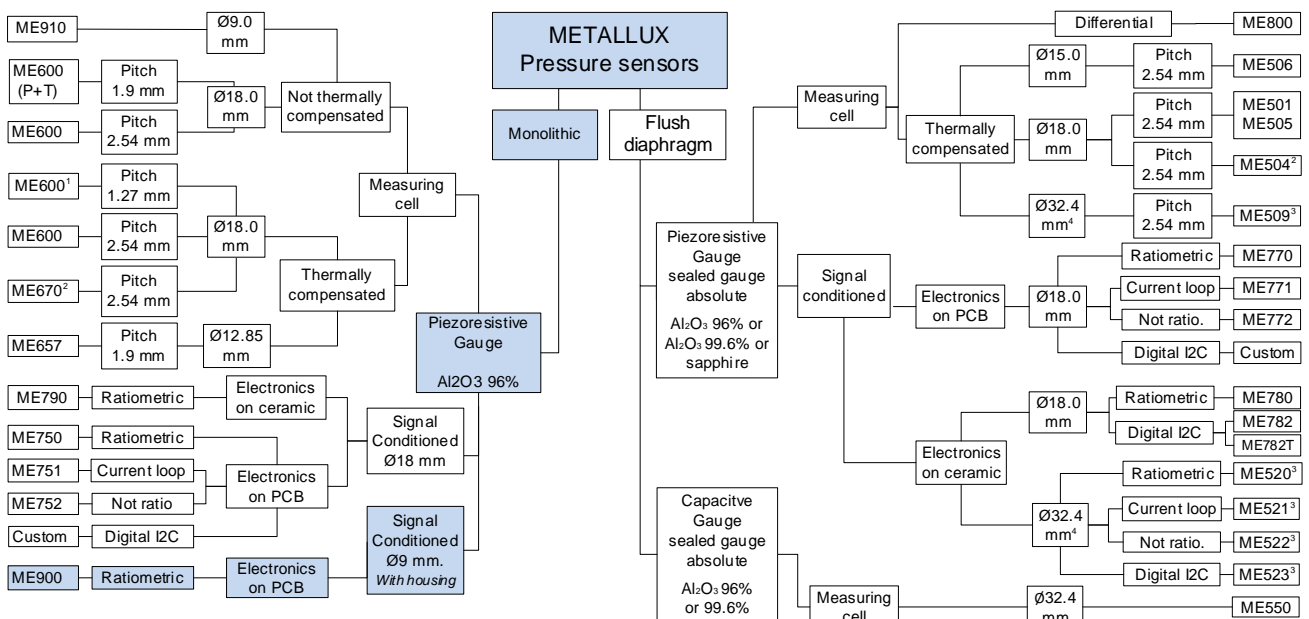 METALLUX
Pressure sensors
Monolithic
Flush
diaphragm
ME910
Ø9.0
mm
ME600
(P+T)
Pitch
1.9 mm
Ø18.0
mm
Not thermally
compensated
ME600
Pitch
2.54 mm
ME600¹
Pitch
1.27 mm
Measuring
cell
ME600
Pitch
2.54 mm
Ø18.0
mm
ME670²
Pitch
2.54 mm
Thermally
compensated
ME657
Pitch
1.9 mm
Ø12.85
mm
Piezoresistive
Gauge
Al2O3 96%
ME790
Ratiometric
Electronics
on ceramic
Signal
Conditioned
Ø18 mm
ME750
Ratiometric
ME751
Current loop
Electronics
on PCB
ME752
Not ratio
Custom
Digital I2C
Signal
Conditioned
Ø9 mm.
With housing
ME900
Ratiometric
Electronics
on PCB
Differential
ME800
Measuring
cell
Ø15.0
mm
Pitch
2.54 mm
ME506
Thermally
compensated
Ø18.0
mm
Pitch
2.54 mm
ME501
ME505
Pitch
2.54 mm
ME504²
Ø32.4
mm⁴
Pitch
2.54 mm
ME509³
Piezoresistive
Gauge
sealed gauge
absolute
Al₂O₃ 96% or
Al₂O₃ 99.6% or
sapphire
Signal
conditioned
Electronics
on PCB
Ø18.0
mm
Ratiometric
ME770
Current loop
ME771
Not ratio.
ME772
Digital I2C
Custom
Electronics
on ceramic
Ø18.0
mm
Ratiometric
ME780
Digital I2C
ME782
ME782T
Ø32.4
mm⁴
Ratiometric
ME520³
Current loop
ME521³
Not ratio.
ME522³
Digital I2C
ME523³
Capacitve
Gauge
sealed gauge
absolute
Al₂O₃ 96%
or 99.6%
Measuring
cell
Ø32.4
mm
ME550